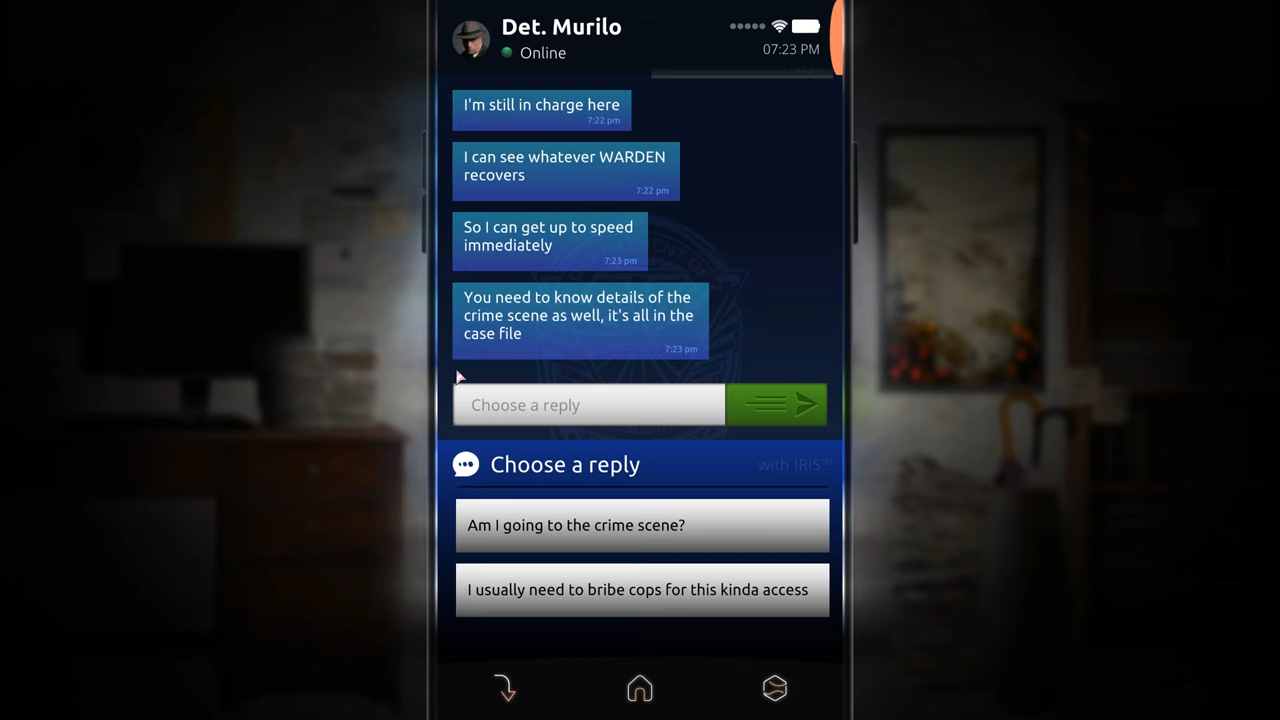 Det. Murilo
Online
07:23 PM
I'm still in charge here
7:22 pm
I can see whatever WARDEN
recovers
7:22 pm
So I can get up to speed
immediately
7:23 pm
You need to know details of the
crime scene as well, it's all in the
case file
7:23 pm
Choose a reply
Choose a reply
with IRIS™
Am I going to the crime scene?
I usually need to bribe cops for this kinda access